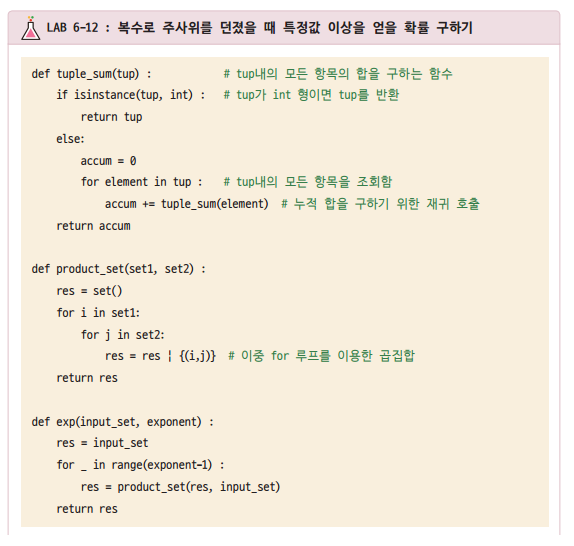 LAB 6-12 : 복수로 주사위를 던졌을 때 특정값 이상을 얻을 확률 구하기
def tuple_sum(tup) :            # tup내의 모든 항목의 합을 구하는 함수
    if isinstance(tup, int) :   # tup가 int 형이면 tup를 반환
        return tup
    else:
        accum = 0
        for element in tup :    # tup내의 모든 항목을 조회함
            accum += tuple_sum(element)  # 누적 합을 구하기 위한 재귀 호출
    return accum
def product_set(set1, set2) :
    res = set()
    for i in set1:
        for j in set2:
            res = res | {(i,j)}  # 이중 for 루프를 이용한 곱집합
    return res
def exp(input_set, exponent) :
    res = input_set
    for _ in range(exponent-1) :
        res = product_set(res, input_set)
    return res